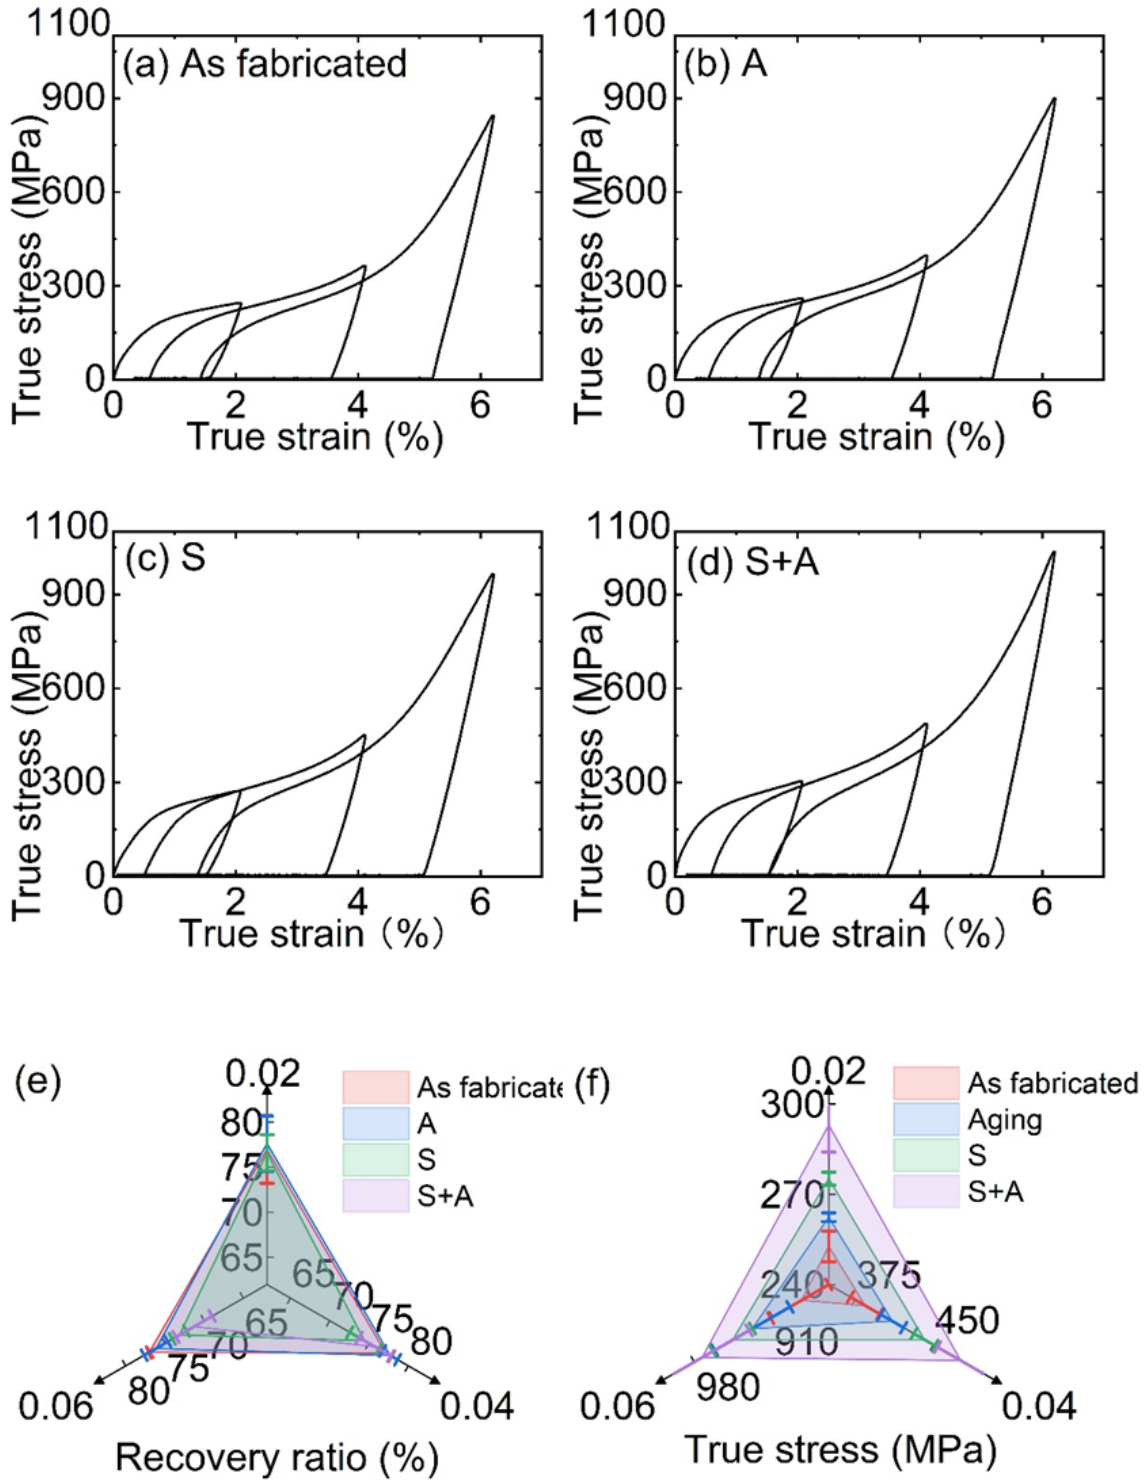 1100
(a) As fabricated
900
600
300
0
True stress (MPa)
0 2 4 6
True strain (%)
1100
(b) A
900
600
300
0
True stress (MPa)
0 2 4 6
True strain (%)
1100
(c) S
900
600
300
0
True stress (MPa)
0 2 4 6
True strain（%）
1100
(d) S+A
900
600
300
0
True stress (MPa)
0 2 4 6
True strain（%）
(e)
0.02
As fabricate
A
S
S+A
80
75
70
65
65
70
75
80
65
70
75
80
0.06
0.04
Recovery ratio (%)
(f)
0.02
As fabricated
Aging
S
S+A
300
270
240
375
450
910
980
0.06
0.04
True stress (MPa)